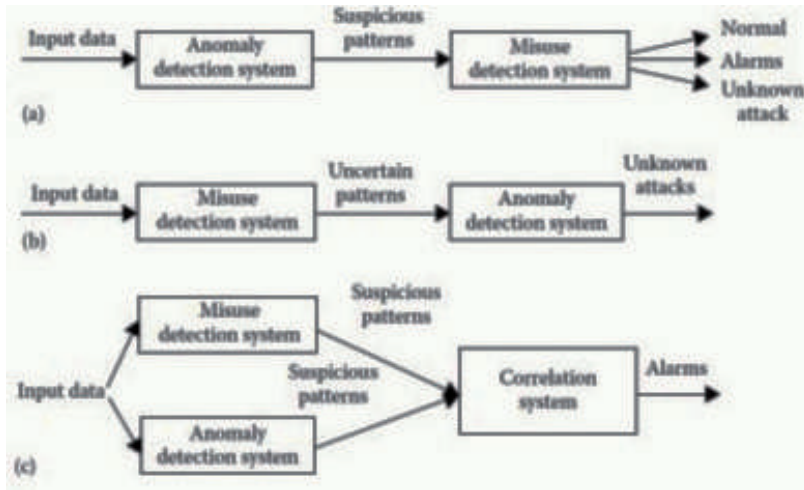 Input data
Anomaly
detection system
Suspicious
patterns
Misuse
detection system
Normal
Alarms
Unknown
attack
(a)
Input data
Misuse
detection system
Uncertain
patterns
Anomaly
detection system
Unknown
attacks
(b)
Input data
Misuse
detection system
Suspicious
patterns
Anomaly
detection system
Suspicious
patterns
Correlation
system
Alarms
(c)